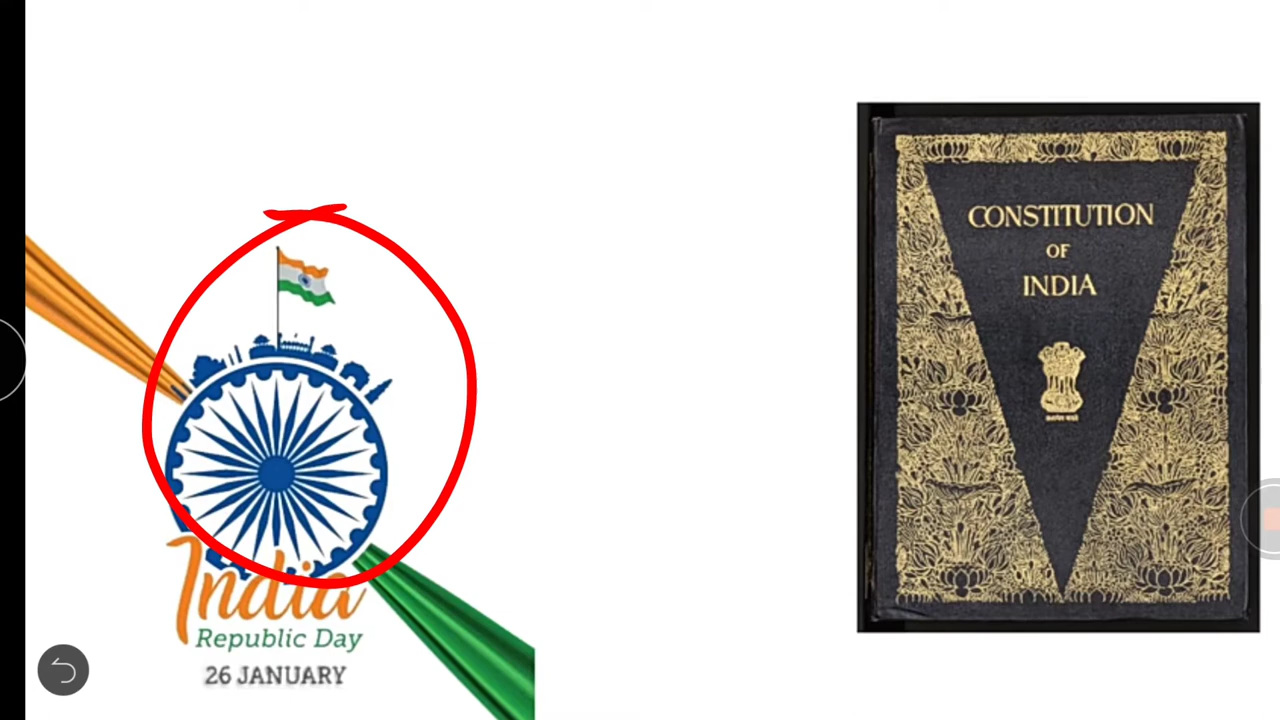 India
Republic Day
26 JANUARY
CONSTITUTION
OF
INDIA